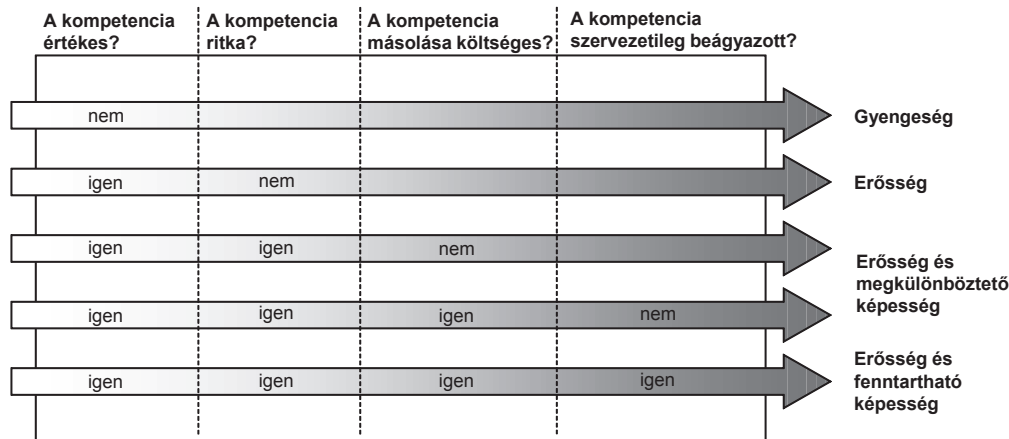 A kompetencia
értékes?
A kompetencia
ritka?
A kompetencia
másolása költséges?
A kompetencia
szervezetileg beágyazott?
nem
Gyengeség
igen nem
Erősség
igen igen nem
igen igen igen nem
Erősség és
megkülönböztető
képesség
igen igen igen igen
Erősség és
fenntartható
képesség